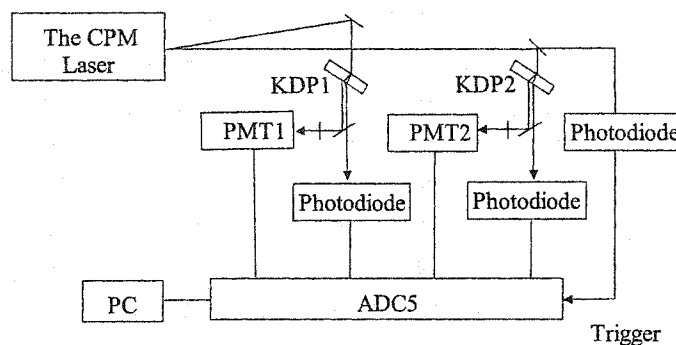 The CPM
Laser
KDP1
KDP2
PMT1
PMT2
Photodiode
Photodiode
Photodiode
PC
ADC5
Trigger